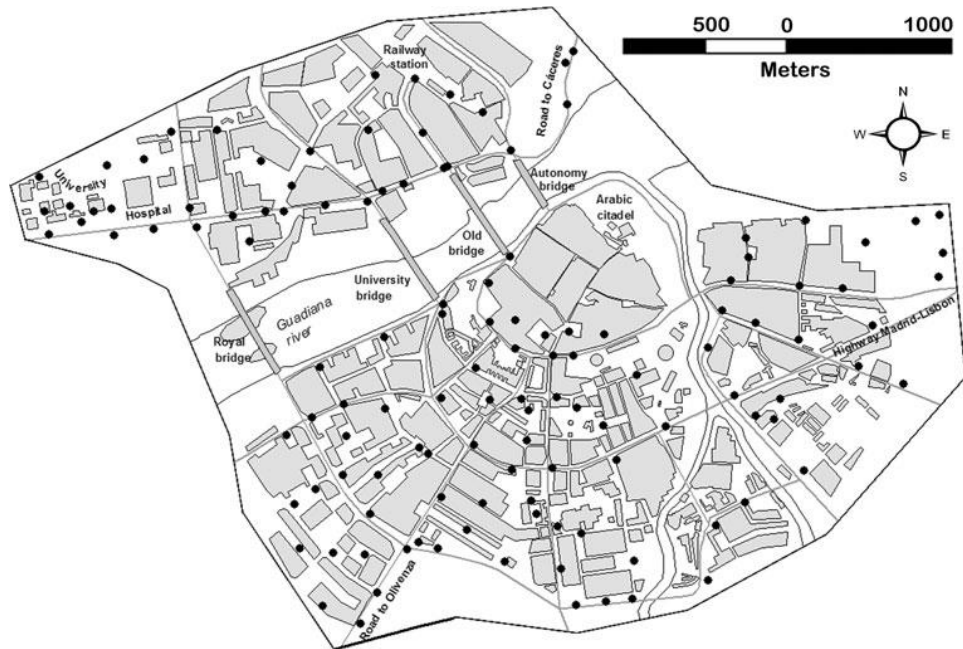 500 0 1000
Meters
N
W E
S
Railway
station
Road to Cáceres
University
Hospital
Autonomy
bridge
Arabic
citadel
Old
bridge
University
bridge
Guadiana
river
Royal
bridge
Highway Madrid-Lisbon
Road to Olivenza